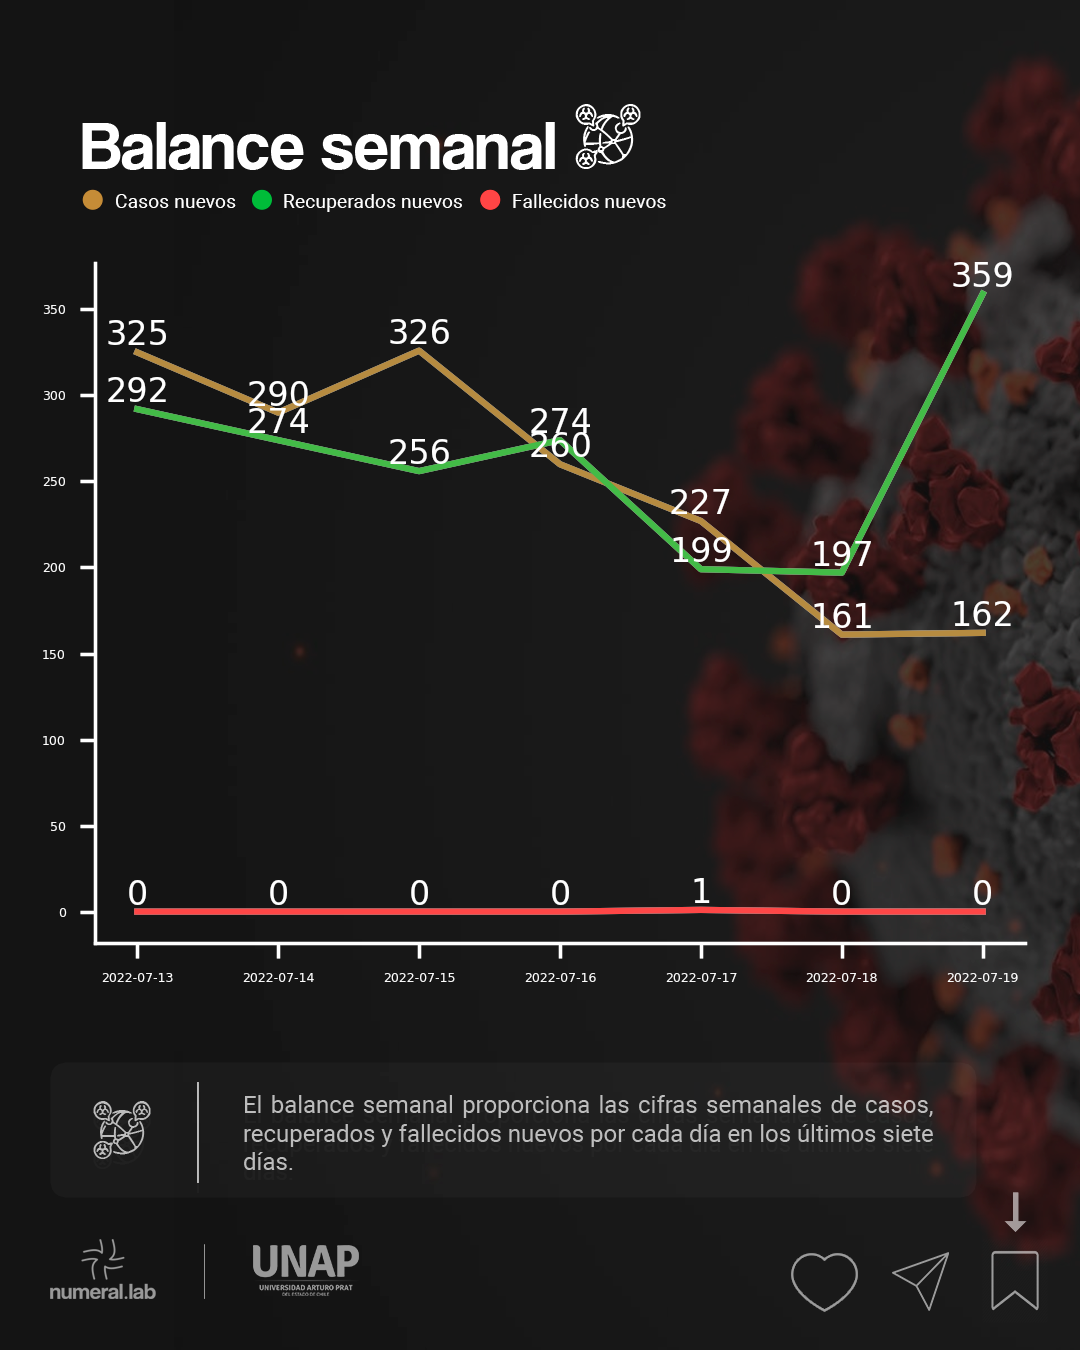 Balance semanal
Casos nuevos Recuperados nuevos Fallecidos nuevos
359
350
325 326
300
292 290
274
256
274
260
250
227
199 197
200
161 162
150
100
50
0 0 0 0 1 0 0
0
2022-07-13 2022-07-14 2022-07-15 2022-07-16 2022-07-17 2022-07-18 2022-07-19
El balance semanal proporciona las cifras semanales de casos,
recuperados y fallecidos nuevos por cada día en los últimos siete
días.
numeral.lab
UNAP
UNIVERSIDAD ARTURO PRAT
DEL ESTADO DE CHILE